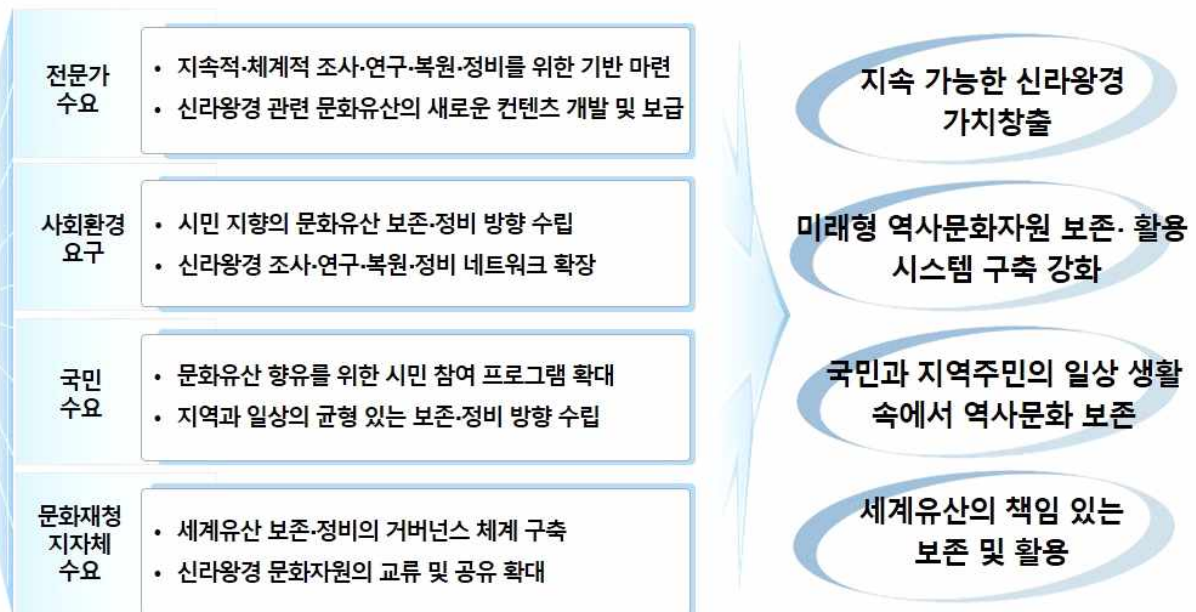 전문가
수요
• 지속적·체계적 조사·연구·복원·정비를 위한 기반 마련
• 신라왕경 관련 문화유산의 새로운 컨텐츠 개발 및 보급
사회환경
요구
• 시민 지향의 문화유산 보존·정비 방향 수립
• 신라왕경 조사·연구·복원·정비 네트워크 확장
국민
수요
• 문화유산 향유를 위한 시민 참여 프로그램 확대
• 지역과 일상의 균형 있는 보존·정비 방향 수립
문화재청
지자체
수요
• 세계유산 보존·정비의 거버넌스 체계 구축
• 신라왕경 문화자원의 교류 및 공유 확대
지속 가능한 신라왕경
가치창출
미래형 역사문화자원 보존· 활용
시스템 구축 강화
국민과 지역주민의 일상 생활
속에서 역사문화 보존
세계유산의 책임 있는
보존 및 활용